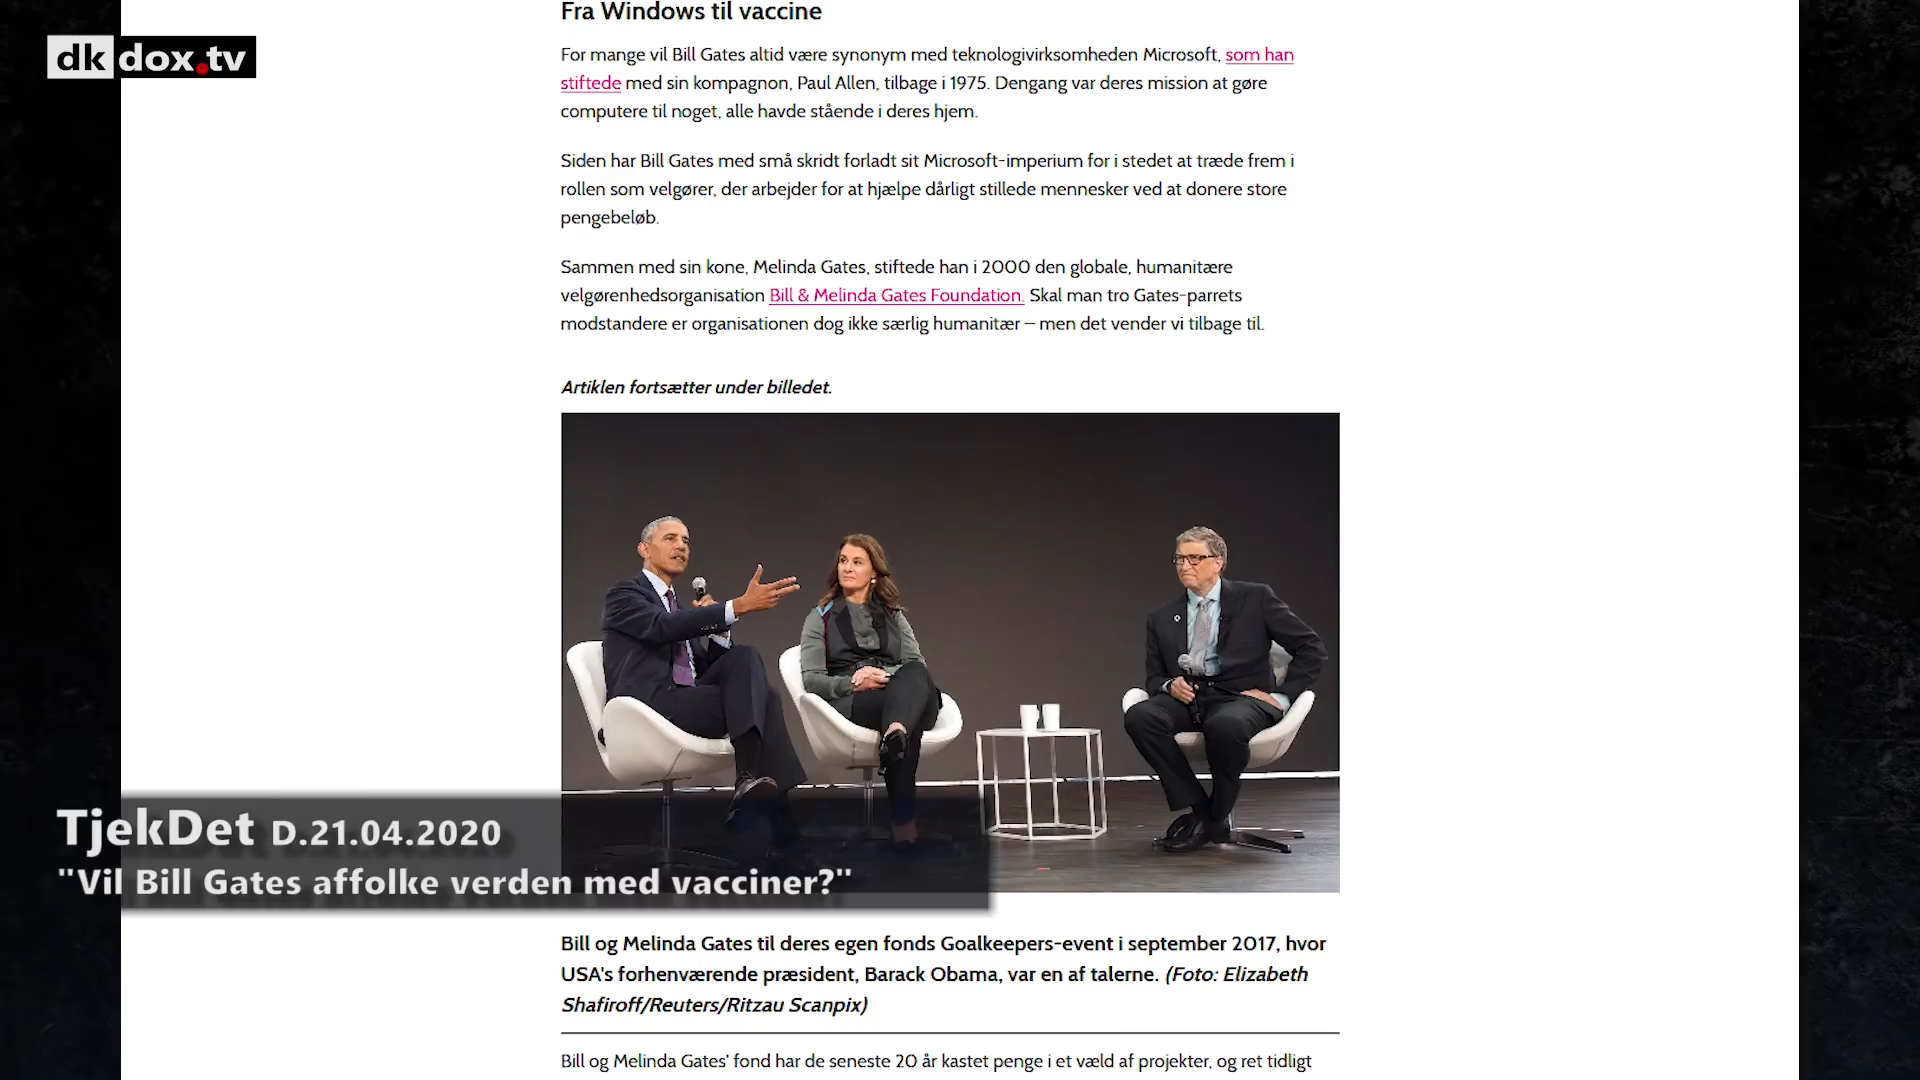 dkdox.tv
Fra Windows til vaccine
For mange vil Bill Gates altid være synonym med teknologivirksomheden Microsoft, som han
stiftede med sin kompagnon, Paul Allen, tilbage i 1975. Dengang var deres mission at gøre
computere til noget, alle havde stående i deres hjem.
Siden har Bill Gates med små skridt forladt sit Microsoft-imperium for i stedet at træde frem i
rollen som velgører, der arbejder for at hjælpe dårligt stillede mennesker ved at donere store
pengebeløb.
Sammen med sin kone, Melinda Gates, stiftede han i 2000 den globale, humanitære
velgørenhedsorganisation Bill & Melinda Gates Foundation. Skal man tro Gates-parrets
modstandere er organisationen dog ikke særlig humanitær – men det vender vi tilbage til.
Artiklen fortsætter under billedet.
TjekDet D.21.04.2020
"Vil Bill Gates affolke verden med vacciner?"
Bill og Melinda Gates til deres egen fonds Goalkeepers-event i september 2017, hvor
USA's forhenværende præsident, Barack Obama, var en af talerne. (Foto: Elizabeth
Shafiroff/Reuters/Ritzau Scanpix)
Bill og Melinda Gates' fond har de seneste 20 år kastet penge i et væld af projekter, og ret tidligt